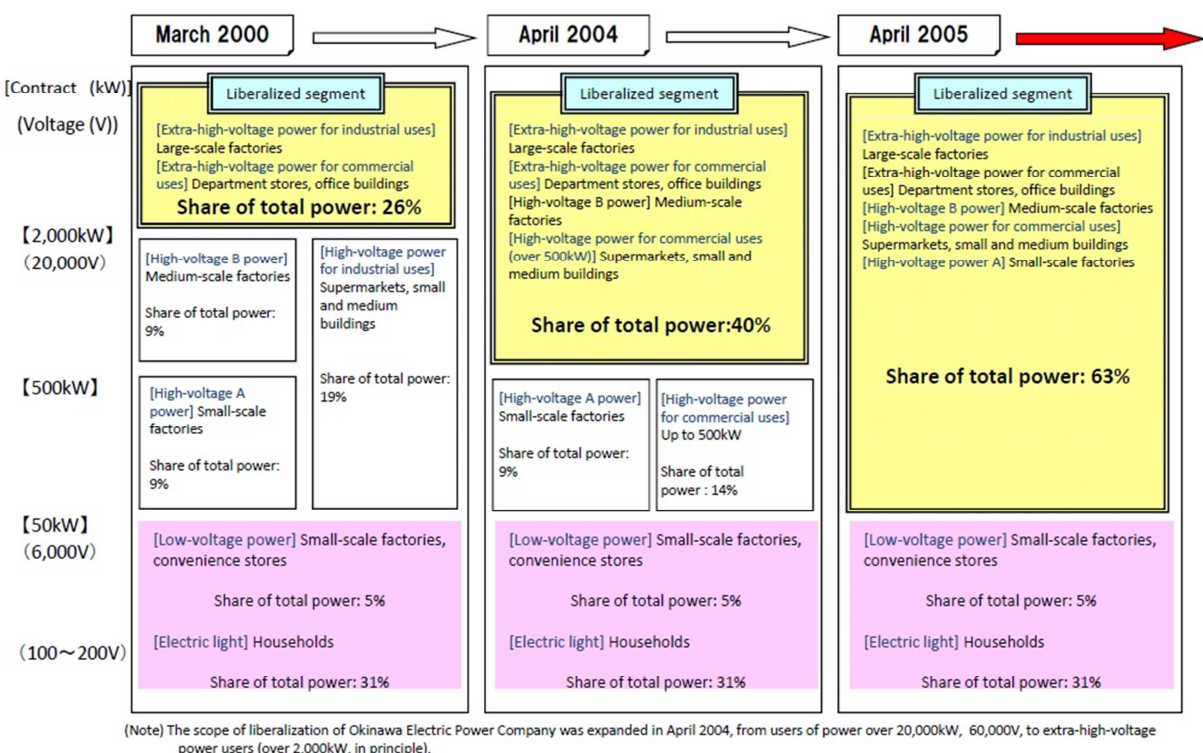 March 2000
April 2004
April 2005
[Contract (kW)]
(Voltage (V))
【2,000kW】
(20,000V)
【500kW】
【50kW】
(6,000V)
(100～200V)
Liberalized segment
[Extra-high-voltage power for industrial uses]
Large-scale factories
[Extra-high-voltage power for commercial
uses] Department stores, office buildings
Share of total power: 26%
[High-voltage B power]
Medium-scale factories
Share of total power:
9%
[High-voltage power
for industrial uses]
Supermarkets, small
and medium
buildings
Share of total power:
19%
[High-voltage A
power] Small-scale
factories
Share of total power:
9%
[Low-voltage power] Small-scale factories,
convenience stores
Share of total power: 5%
[Electric light] Households
Share of total power: 31%
Liberalized segment
[Extra-high-voltage power for industrial uses]
Large-scale factories
[Extra-high-voltage power for commercial
uses] Department stores, office buildings
[High-voltage B power] Medium-scale
factories
[High-voltage power for commercial uses
(over 500kW)] Supermarkets, small and
medium buildings
Share of total power:40%
[High-voltage A power]
Small-scale factories
Share of total power:
9%
[High-voltage power
for commercial uses]
Up to 500kW
Share of total
power : 14%
[Low-voltage power] Small-scale factories,
convenience stores
Share of total power: 5%
[Electric light] Households
Share of total power: 31%
Liberalized segment
[Extra-high-voltage power for industrial uses]
Large-scale factories
[Extra-high-voltage power for commercial
uses] Department stores, office buildings
[High-voltage B power] Medium-scale factories
[High-voltage power for commercial uses]
Supermarkets, small and medium buildings
[High-voltage power A] Small-scale factories
Share of total power: 63%
[Low-voltage power] Small-scale factories,
convenience stores
Share of total power: 5%
[Electric light] Households
Share of total power: 31%
(Note) The scope of liberalization of Okinawa Electric Power Company was expanded in April 2004, from users of power over 20,000kW, 60,000V, to extra-high-voltage
power users (over 2,000kW, in principle).